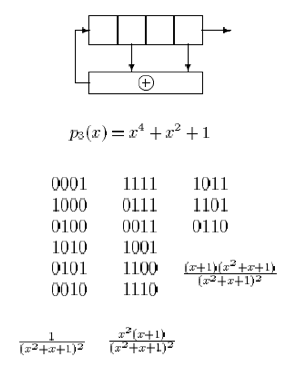 ⊕
p₃(x) = x⁴ + x² + 1
0001 1111 1011
1000 0111 1101
0100 0011 0110
1010 1001
0101 1100 (x+1)(x²+x+1)/(x²+x+1)²
0010 1110
1/(x²+x+1)² x²(x+1)/(x²+x+1)²